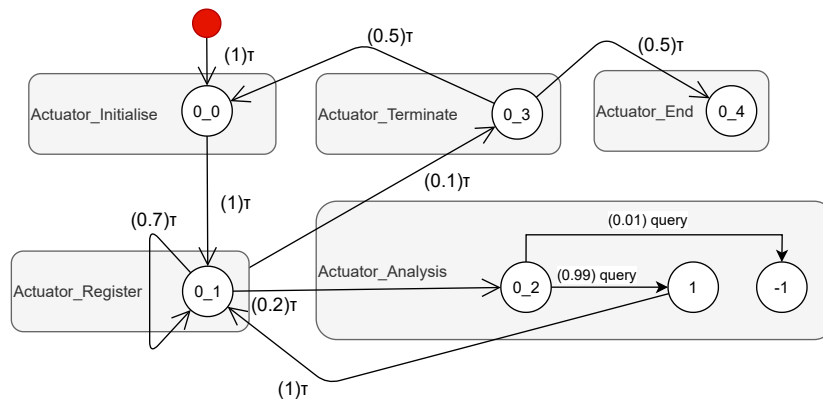 (1)τ
(0.5)τ
(0.5)τ
Actuator_Initialise
0_0
Actuator_Terminate
0_3
Actuator_End
0_4
(1)τ
(0.1)τ
(0.7)τ
(0.01) query
Actuator_Register
0_1
(0.2)τ
Actuator_Analysis
0_2
(0.99) query
1
-1
(1)τ